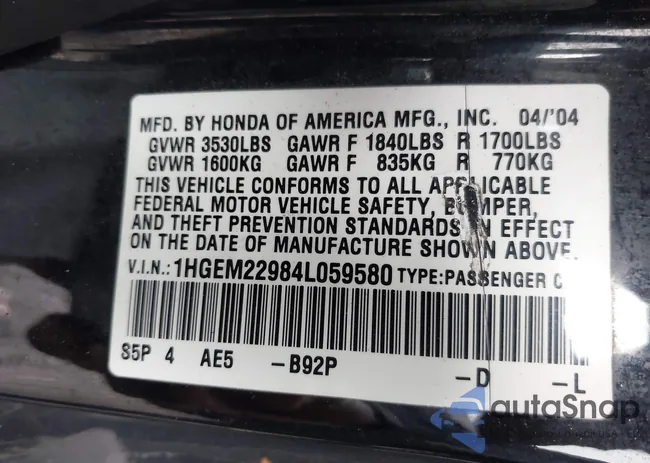 MFD. BY HONDA OF AMERICA MFG., INC. 04/'04
GVWR 3530LBS GAWR F 1840LBS R 1700LBS
GVWR 1600KG GAWR F 835KG R 770KG
THIS VEHICLE CONFORMS TO ALL APPLICABLE
FEDERAL MOTOR VEHICLE SAFETY, BUMPER,
AND THEFT PREVENTION STANDARDS IN EFFECT
ON THE DATE OF MANUFACTURE SHOWN ABOVE.
V.I.N.: 1HGEM22984L059580 TYPE:PASSENGER C
S5P 4 AE5 -B92P -D -L
autoSnap